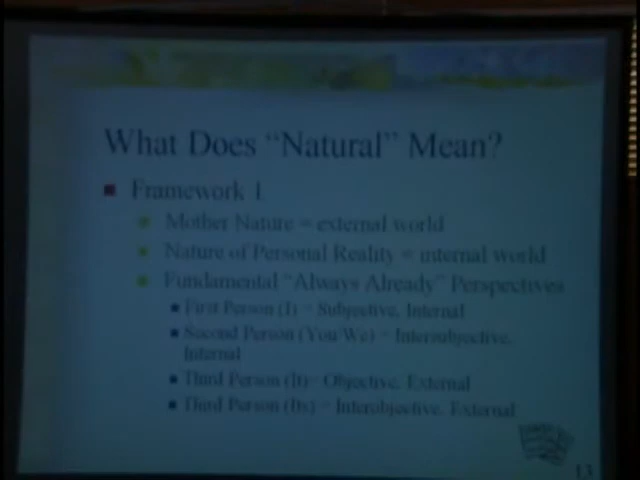 What Does “Natural” Mean?
Framework 1
Mother Nature = external world
Nature of Personal Reality = internal world
Fundamental “Always Already” Perspectives
First Person (I) = Subjective, Internal
Second Person (You/We) = Intersubjective,
Internal
Third Person (It)= Objective, External
Third Person (Its) = Interobjective, External
13